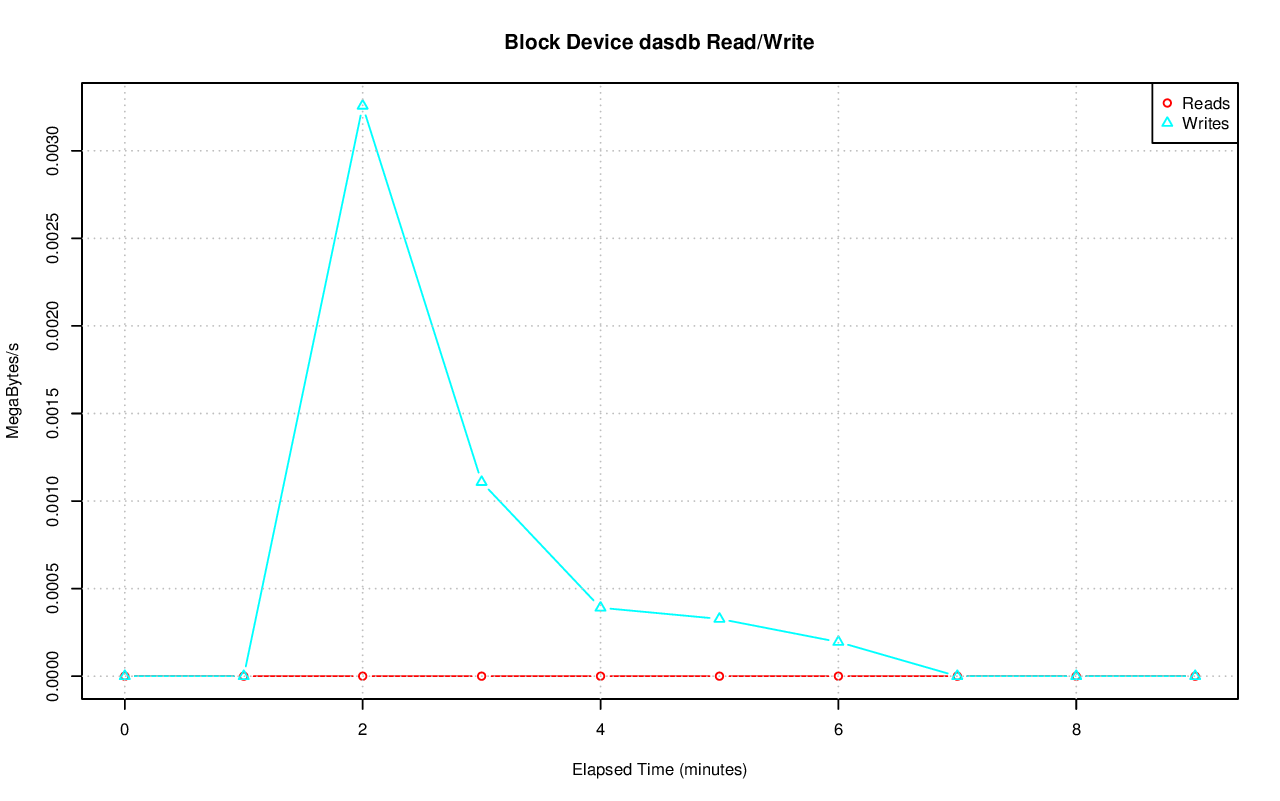 Block Device dasdb Read/Write
Reads
Writes
MegaBytes/s
0.0030
0.0025
0.0020
0.0015
0.0010
0.0005
0.0000
0 2 4 6 8
Elapsed Time (minutes)